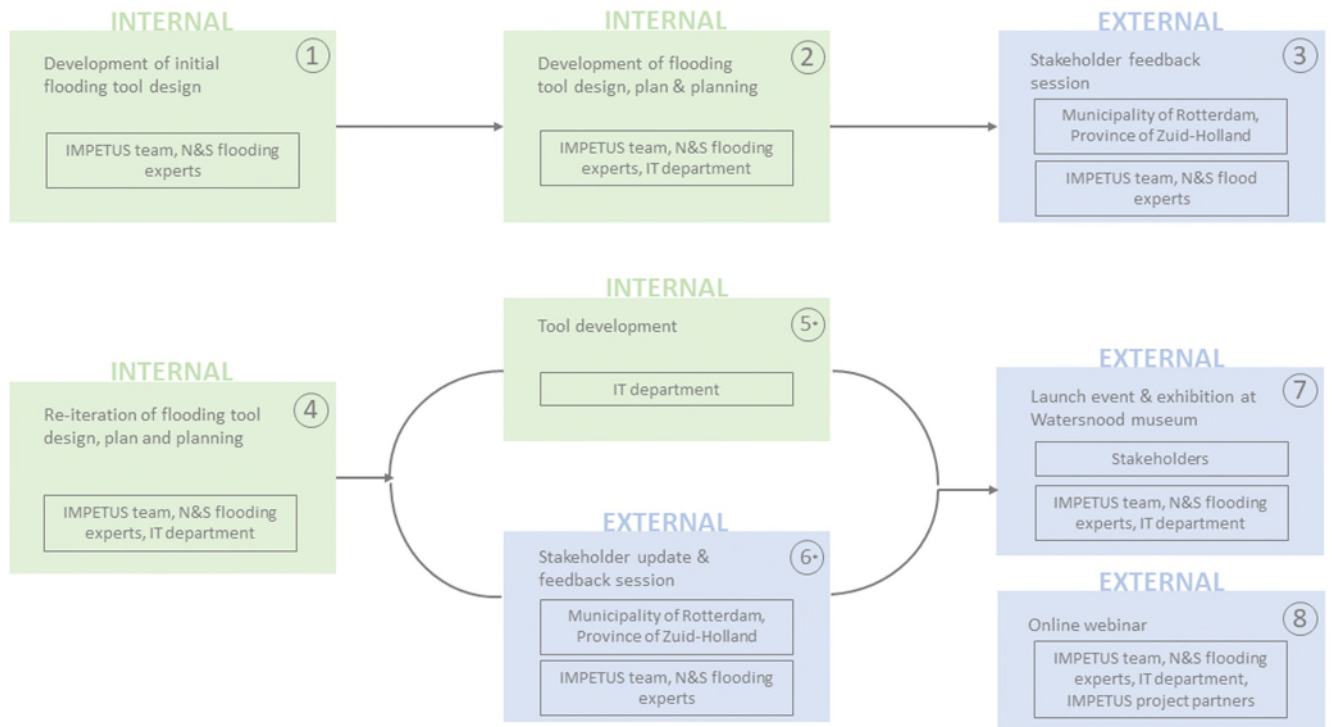 INTERNAL
1
Development of initial
flooding tool design
IMPETUS team, N&S flooding
experts
INTERNAL
2
Development of flooding
tool design, plan & planning
IMPETUS team, N&S flooding
experts, IT department
EXTERNAL
3
Stakeholder feedback
session
Municipality of Rotterdam,
Province of Zuid-Holland
IMPETUS team, N&S flood
experts
INTERNAL
4
Re-iteration of flooding tool
design, plan and planning
IMPETUS team, N&S flooding
experts, IT department
INTERNAL
5*
Tool development
IT department
EXTERNAL
6*
Stakeholder update &
feedback session
Municipality of Rotterdam,
Province of Zuid-Holland
IMPETUS team, N&S flooding
experts
EXTERNAL
7
Launch event & exhibition at
Watersnood museum
Stakeholders
IMPETUS team, N&S flooding
experts, IT department
EXTERNAL
8
Online webinar
IMPETUS team, N&S flooding
experts, IT department,
IMPETUS project partners